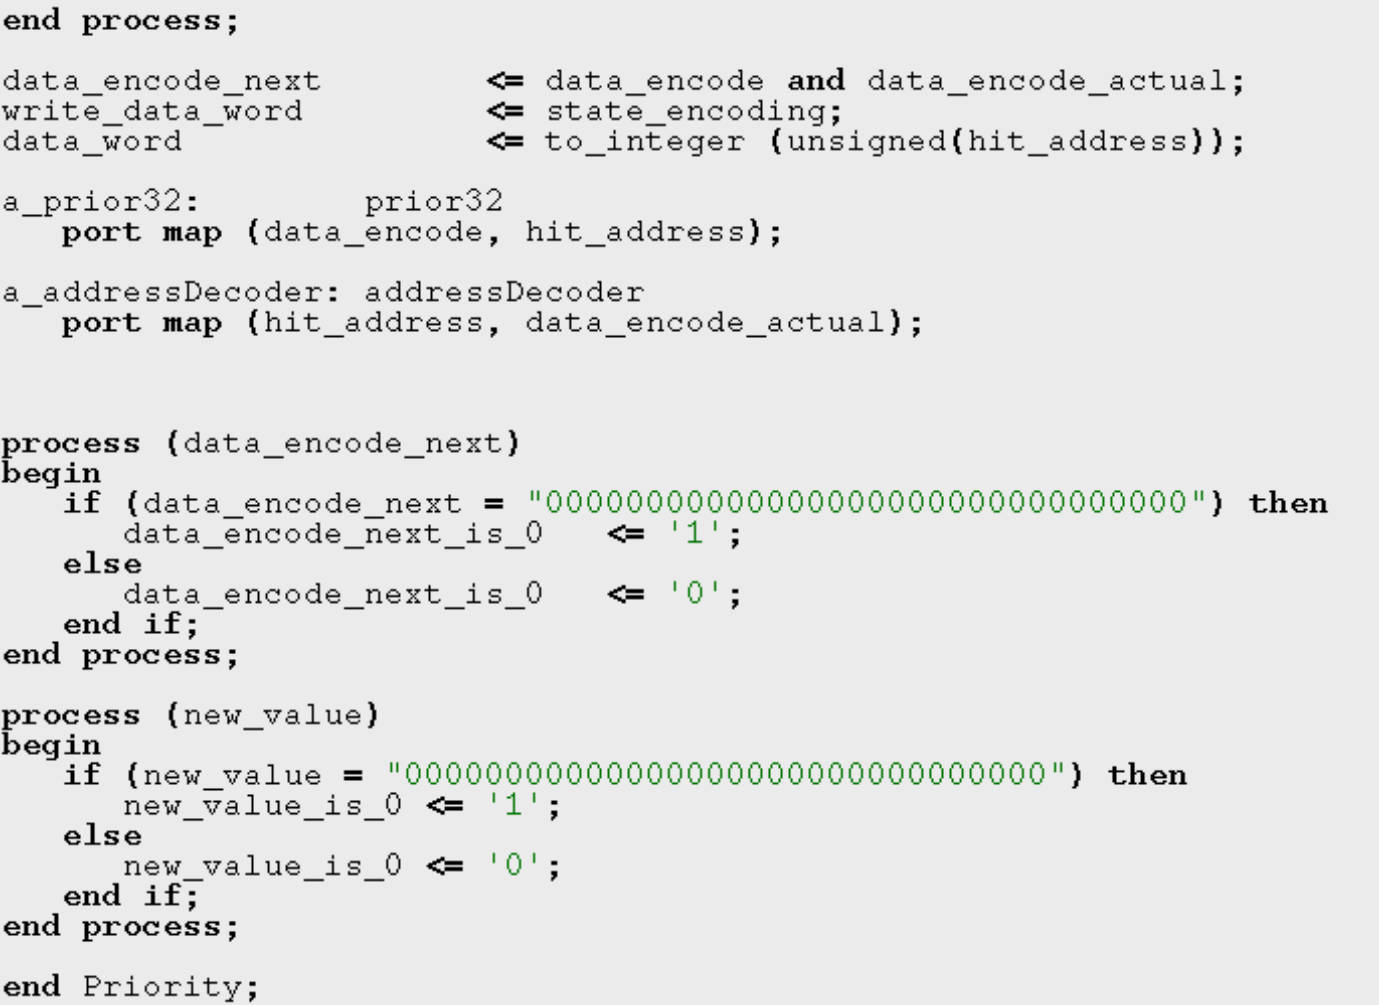 end process;
data_encode_next <= data_encode and data_encode_actual;
write_data_word <= state_encoding;
data_word <= to_integer (unsigned(hit_address));
a_prior32: prior32
port map (data_encode, hit_address);
a_addressDecoder: addressDecoder
port map (hit_address, data_encode_actual);
process (data_encode_next)
begin
if (data_encode_next = "00000000000000000000000000000000") then
data_encode_next_is_0 <= '1';
else
data_encode_next_is_0 <= '0';
end if;
end process;
process (new_value)
begin
if (new_value = "00000000000000000000000000000000") then
new_value_is_0 <= '1';
else
new_value_is_0 <= '0';
end if;
end process;
end Priority;